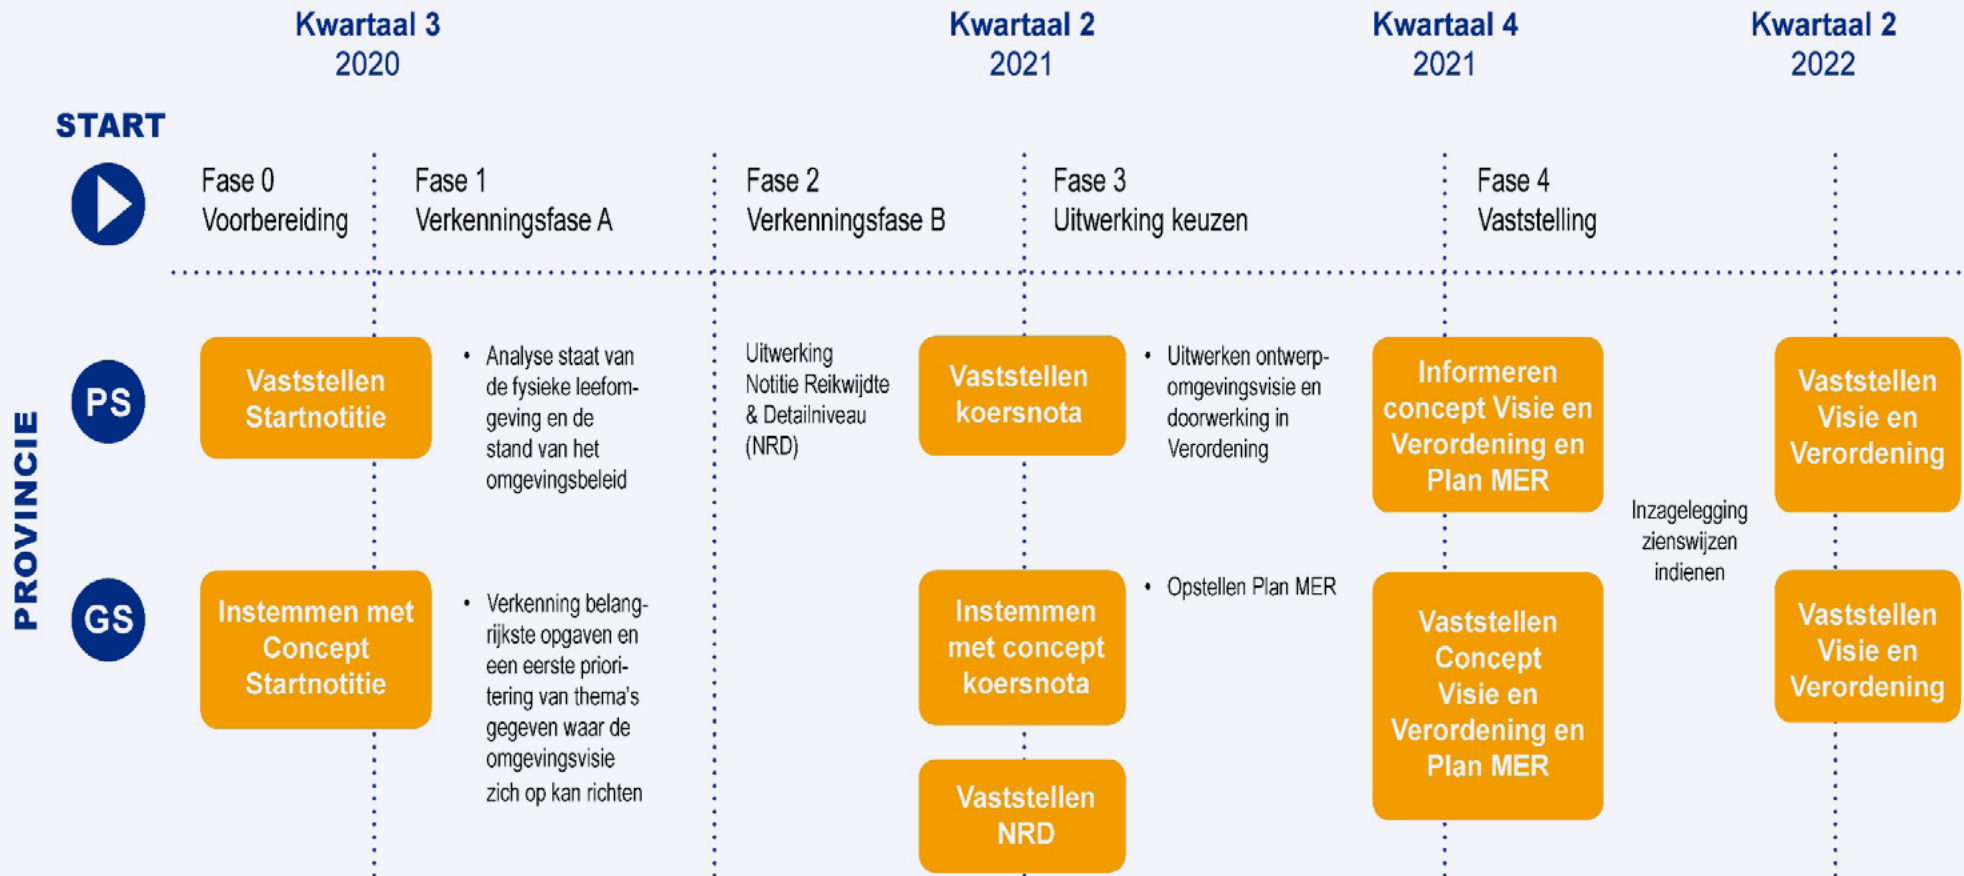 Kwartaal 3
2020
Kwartaal 2
2021
Kwartaal 4
2021
Kwartaal 2
2022
START
Fase 0
Voorbereiding
Fase 1
Verkenningsfase A
Fase 2
Verkenningsfase B
Fase 3
Uitwerking keuzen
Fase 4
Vaststelling
PROVINCIE
PS
Vaststellen
Startnotitie
• Analyse staat van
de fysieke leefom-
geving en de
stand van het
omgevingsbeleid
Uitwerking
Notitie Reikwijdte
& Detailniveau
(NRD)
Vaststellen
koersnota
• Uitwerken ontwerp-
omgevingsvisie en
doorwerking in
Verordening
Informeren
concept Visie en
Verordening en
Plan MER
Vaststellen
Visie en
Verordening
Inzagelegging
zienswijzen
indienen
GS
Instemmen met
Concept
Startnotitie
• Verkenning belang-
rijkste opgaven en
een eerste priori-
tering van thema's
gegeven waar de
omgevingsvisie
zich op kan richten
Instemmen
met concept
koersnota
Vaststellen
NRD
• Opstellen Plan MER
Vaststellen
Concept
Visie en
Verordening en
Plan MER
Vaststellen
Visie en
Verordening